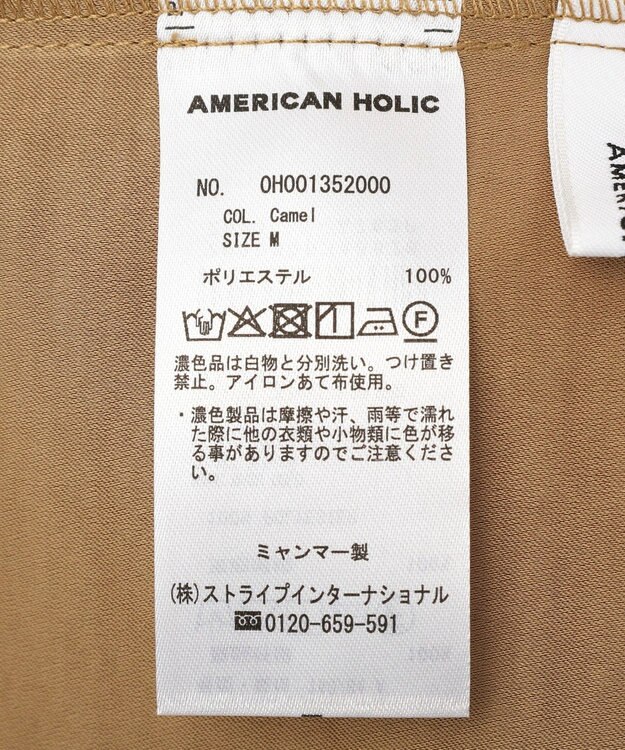 AMERICAN HOLIC
NO. 0H001352000
COL. Camel
SIZE M
ポリエステル 100%
F
濃色品は白物と分別洗い。つけ置き
禁止。アイロンあて布使用。
・濃色製品は摩擦や汗、雨等で濡れ
た際に他の衣類や小物類に色が移
る事がありますのでご注意くださ
い。
ミャンマー製
(株)ストライプインターナショナル
0120-659-591